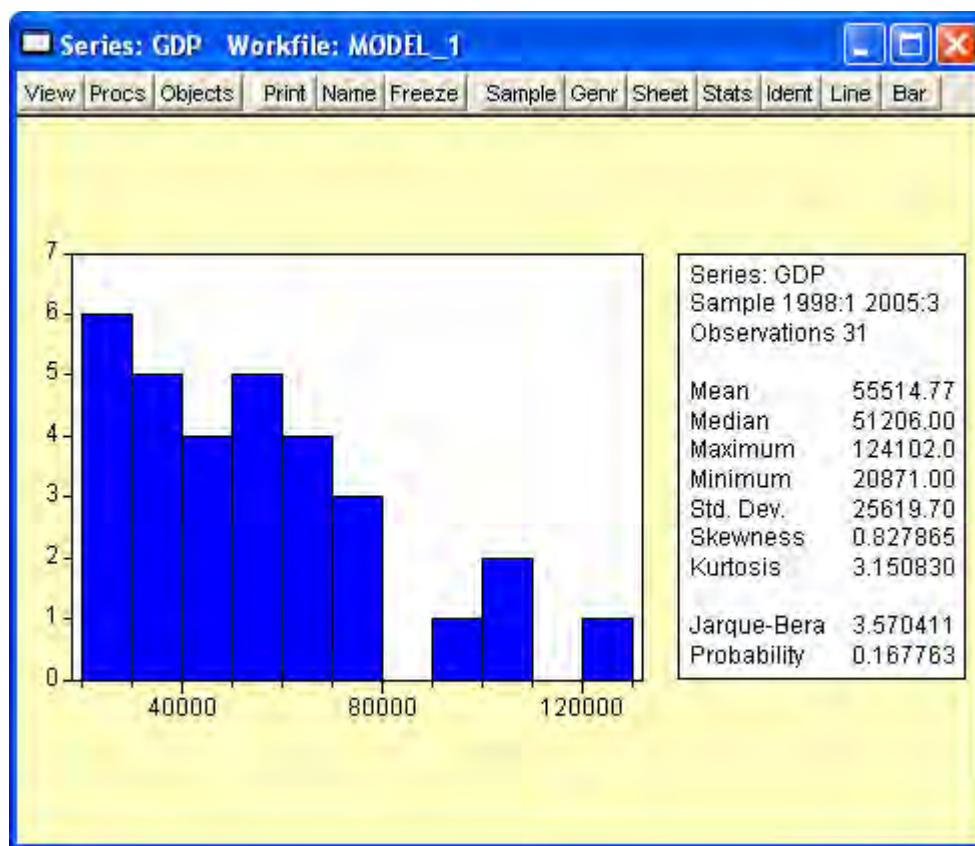 Series: GDP Workfile: MODEL_1
View Procs Objects Print Name Freeze Sample Genr Sheet Stats Ident Line Bar
7
6
5
4
3
2
1
0
40000 80000 120000
Series: GDP
Sample 1998:1 2005:3
Observations 31
Mean 55514.77
Median 51206.00
Maximum 124102.0
Minimum 20871.00
Std. Dev. 25619.70
Skewness 0.827865
Kurtosis 3.150830
Jarque-Bera 3.570411
Probability 0.167763